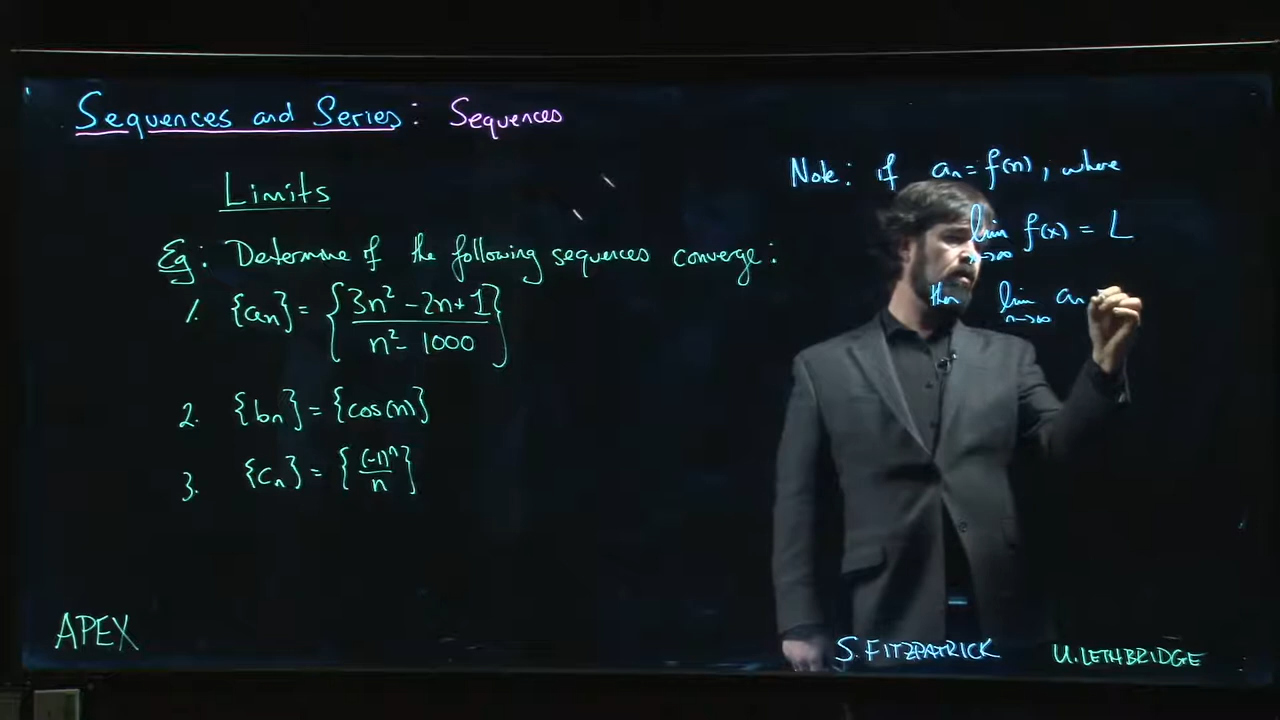 Sequences and Series: Sequences
Limits
Eg: Determine if the following sequences converge:
1. {aₙ} = {(3n² - 2n + 1)/(n² - 1000)}
2. {bₙ} = {cos(n)}
3. {cₙ} = {(-1)ⁿ/n}
Note: if aₙ = f(n), where
lim x→∞ f(x) = L
then lim n→∞ aₙ
APEX
S. FITZPATRICK
U. LETHBRIDGE